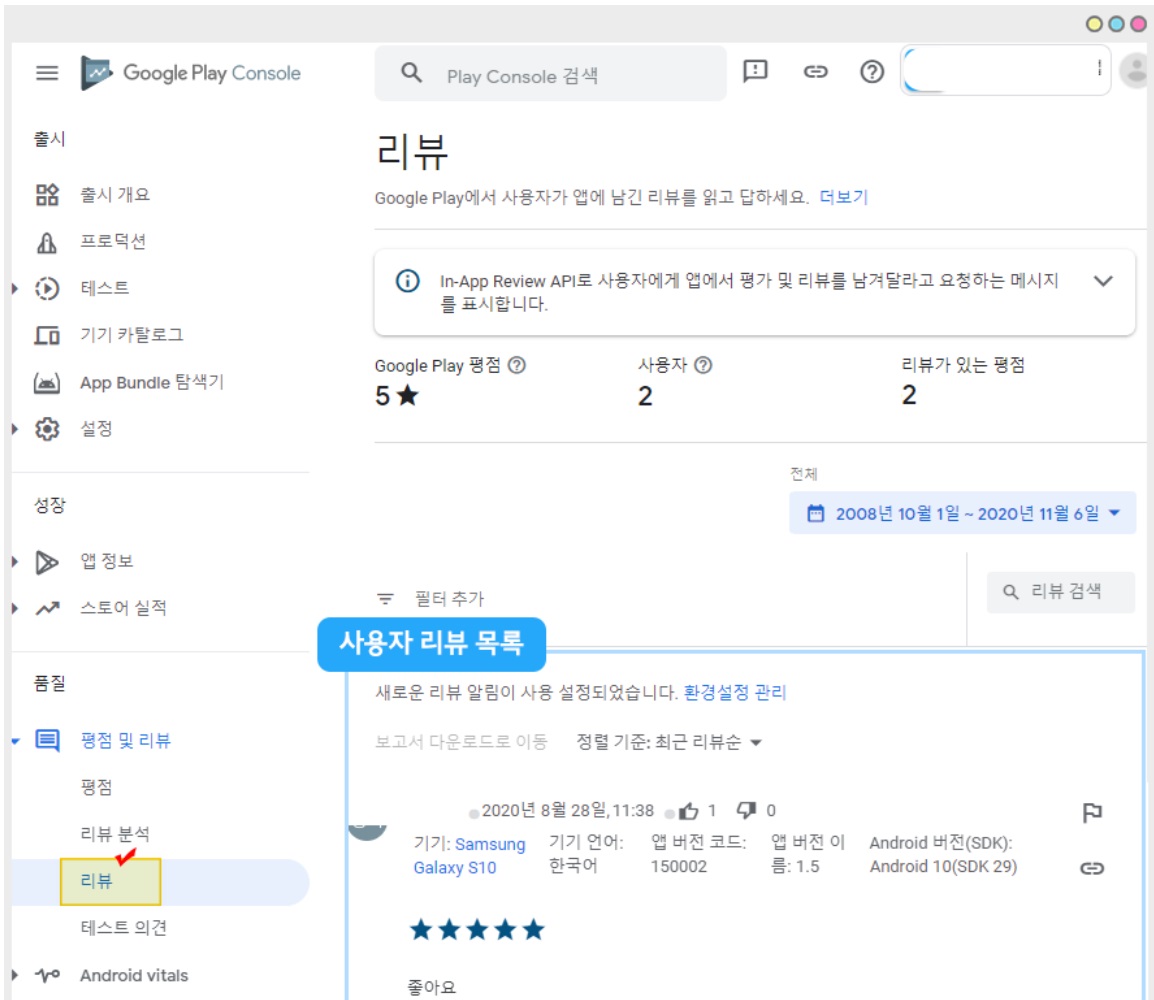 Google Play Console
Play Console 검색
출시
출시 개요
프로덕션
테스트
기기 카탈로그
App Bundle 탐색기
설정
성장
앱 정보
스토어 실적
품질
평점 및 리뷰
평점
리뷰 분석
리뷰
테스트 의견
Android vitals
리뷰
Google Play에서 사용자가 앱에 남긴 리뷰를 읽고 답하세요. 더보기
In-App Review API로 사용자에게 앱에서 평가 및 리뷰를 남겨달라고 요청하는 메시지
를 표시합니다.
Google Play 평점
5★
사용자
2
리뷰가 있는 평점
2
전체
2008년 10월 1일 ~ 2020년 11월 6일
필터 추가
리뷰 검색
사용자 리뷰 목록
새로운 리뷰 알림이 사용 설정되었습니다. 환경설정 관리
보고서 다운로드로 이동 정렬 기준: 최근 리뷰순
2020년 8월 28일, 11:38 1 0
기기: Samsung
Galaxy S10
기기 언어:
한국어
앱 버전 코드:
150002
앱 버전 이
름: 1.5
Android 버전(SDK):
Android 10(SDK 29)
★★★★★
좋아요